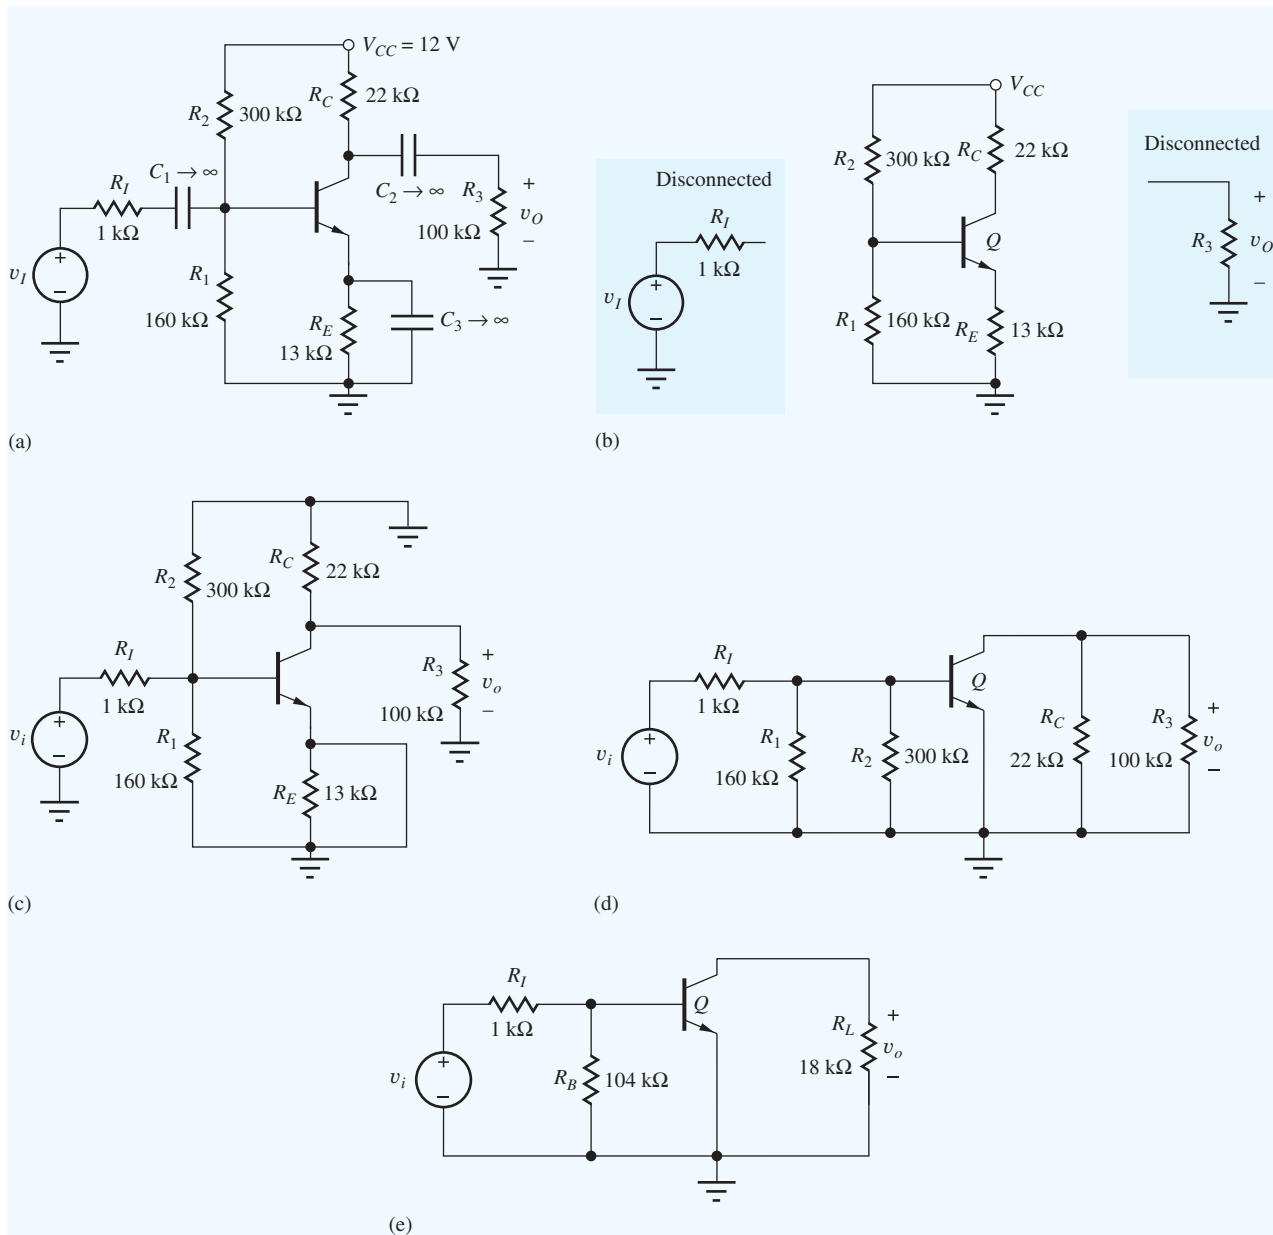 V_CC = 12 V
R_C
22 kΩ
R_2
300 kΩ
C_1 → ∞
R_I
1 kΩ
C_2 → ∞
R_3
100 kΩ
+
v_O
−
v_I
+
−
R_1
160 kΩ
R_E
13 kΩ
C_3 → ∞
(a)
Disconnected
R_I
1 kΩ
v_I
+
−
V_CC
R_2
300 kΩ
R_C
22 kΩ
Q
R_1
160 kΩ
R_E
13 kΩ
Disconnected
R_3
+
v_O
−
(b)
R_C
22 kΩ
R_2
300 kΩ
R_I
1 kΩ
R_3
100 kΩ
+
v_o
−
v_i
+
−
R_1
160 kΩ
R_E
13 kΩ
(c)
R_I
1 kΩ
Q
v_i
+
−
R_1
160 kΩ
R_2
300 kΩ
R_C
22 kΩ
R_3
100 kΩ
+
v_o
−
(d)
R_I
1 kΩ
Q
v_i
+
−
R_B
104 kΩ
R_L
18 kΩ
+
v_o
−
(e)